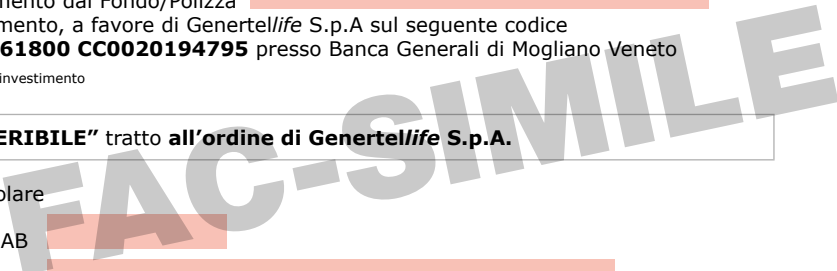 mento dal Fondo/Polizza
mento, a favore di Genertellife S.p.A sul seguente codice
61800 CC0020194795 presso Banca Generali di Mogliano Veneto
investimento
ERIBILE” tratto all’ordine di Genertellife S.p.A.
olare
AB
FAC-SIMILE